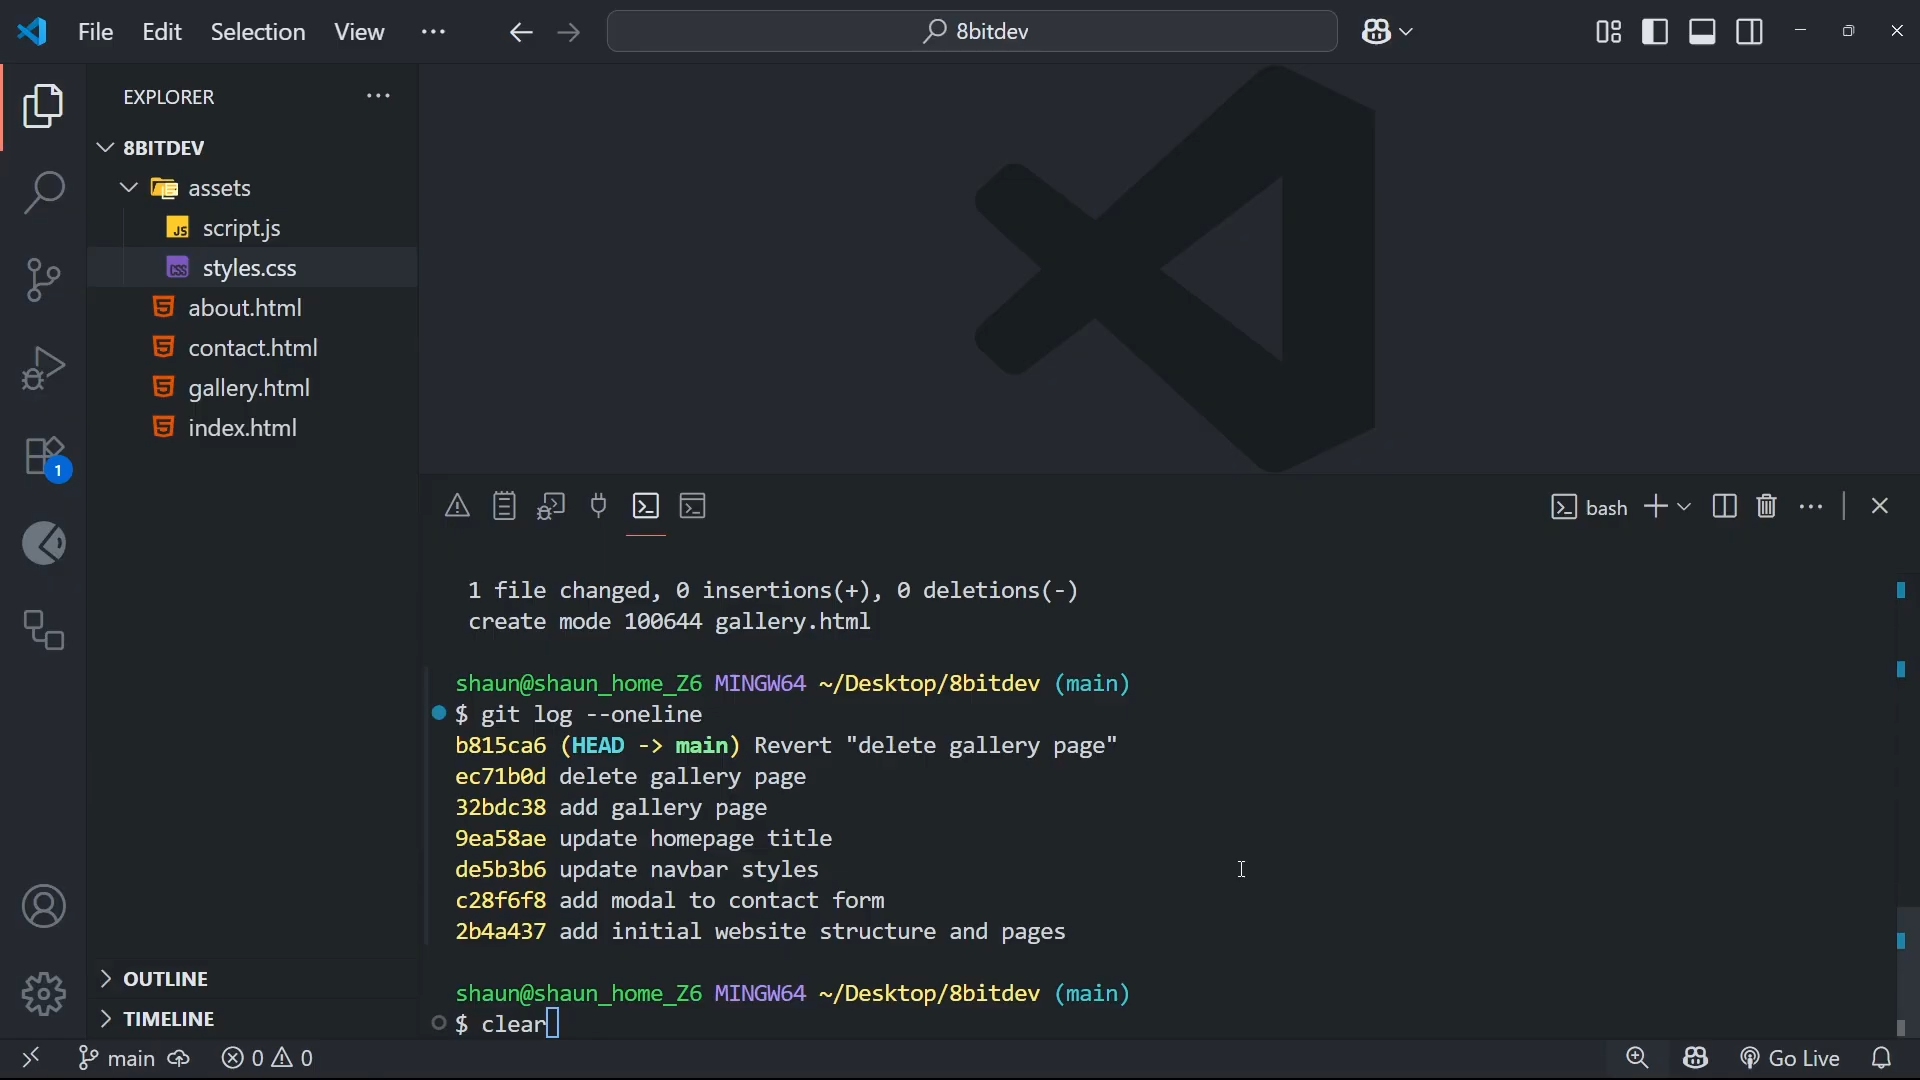 File Edit Selection View
8bitdev
EXPLORER
8BITDEV
assets
JS script.js
CSS styles.css
about.html
contact.html
gallery.html
index.html
1
OUTLINE
TIMELINE
bash
1 file changed, 0 insertions(+), 0 deletions(-)
create mode 100644 gallery.html
shaun@shaun_home_Z6 MINGW64 ~/Desktop/8bitdev (main)
$ git log --oneline
b815ca6 (HEAD -> main) Revert "delete gallery page"
ec71b0d delete gallery page
32bdc38 add gallery page
9ea58ae update homepage title
de5b3b6 update navbar styles
c28f6f8 add modal to contact form
2b4a437 add initial website structure and pages
shaun@shaun_home_Z6 MINGW64 ~/Desktop/8bitdev (main)
$ clear
main 0 0 Go Live